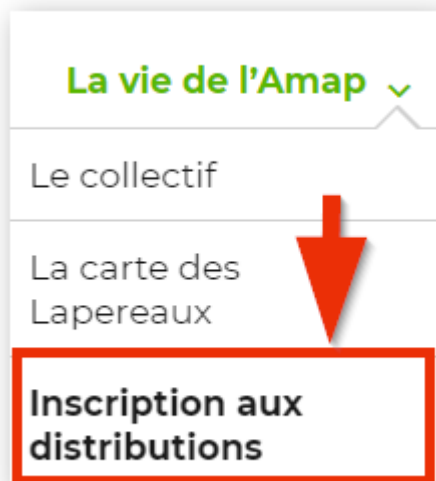 La vie de l’Amap
Le collectif
La carte des
Lapereaux
Inscription aux
distributions